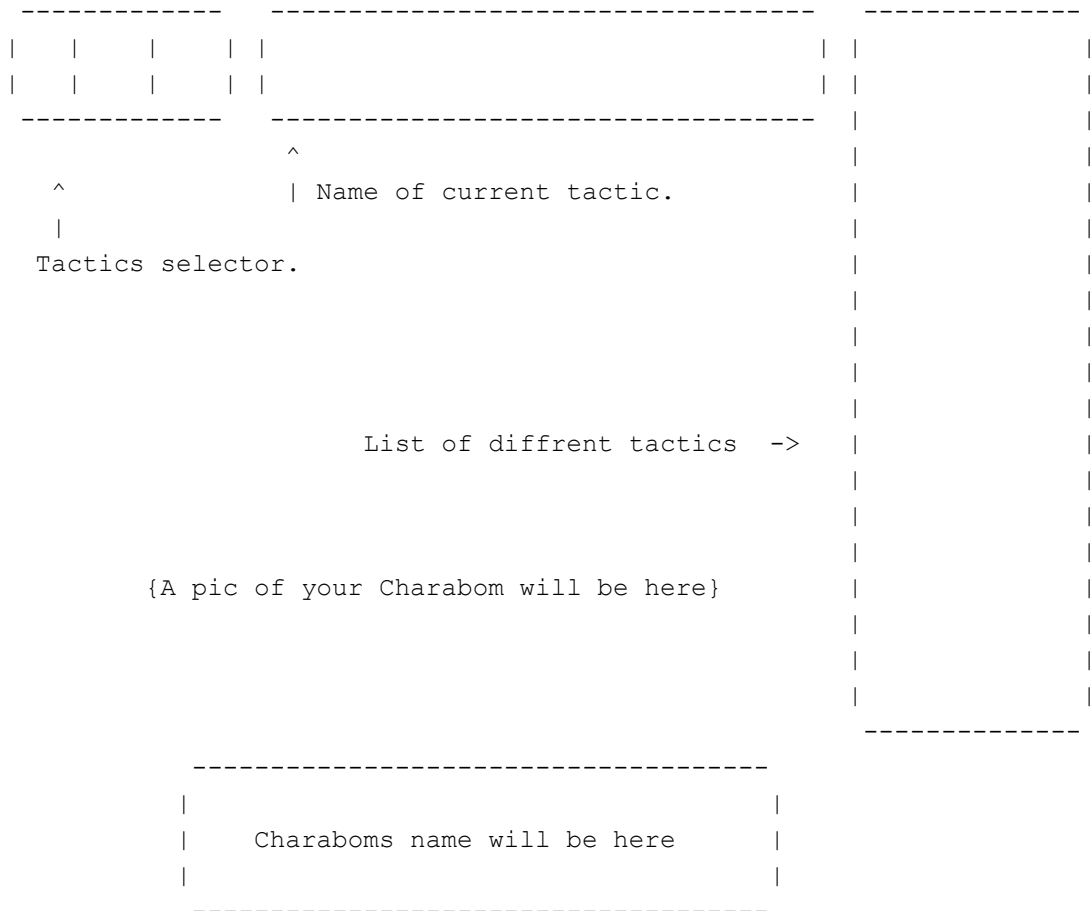 Name of current tactic.
Tactics selector.
List of diffrent tactics ->
{A pic of your Charabom will be here}
Charaboms name will be here